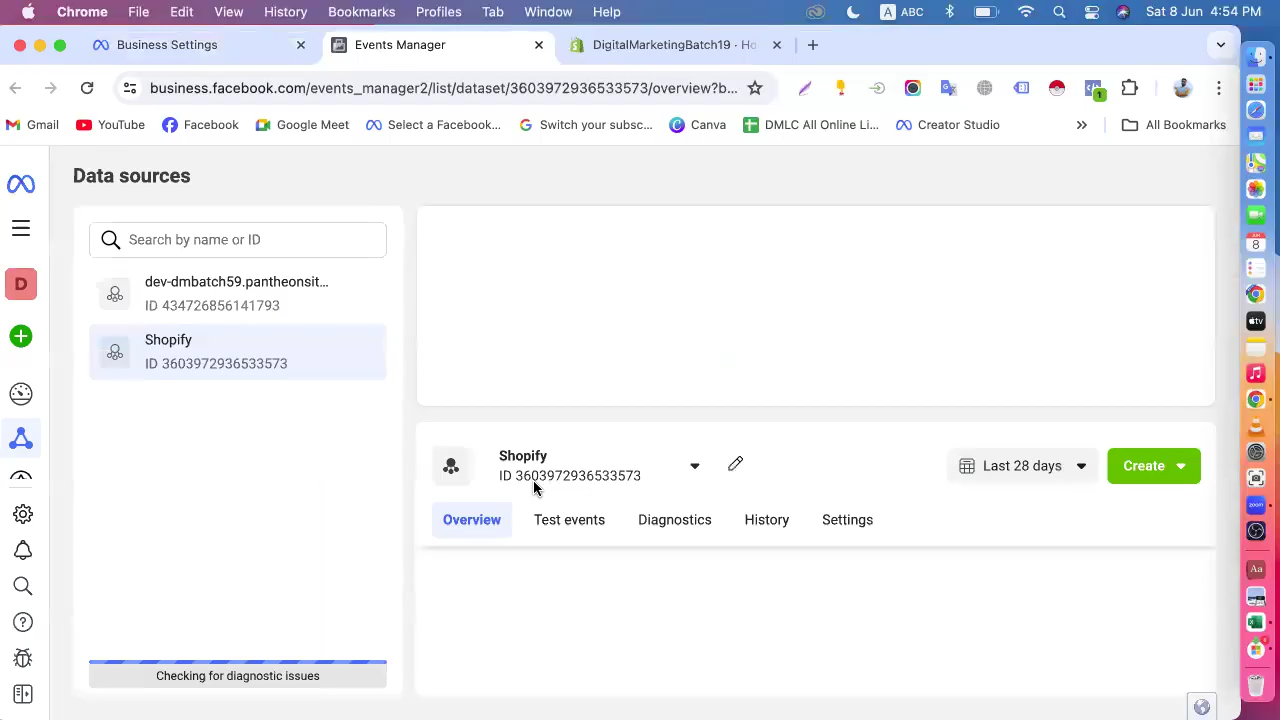 Chrome File Edit View History Bookmarks Profiles Tab Window Help A ABC Sat 8 Jun 4:54 PM
Business Settings Events Manager DigitalMarketingBatch19 · Ho
business.facebook.com/events_manager2/list/dataset/3603972936533573/overview?b...
Gmail YouTube Facebook Google Meet Select a Facebook... Switch your subsc... Canva DMLC All Online Li... Creator Studio All Bookmarks
Data sources
Search by name or ID
dev-dmbatch59.pantheonsit...
ID 434726856141793
Shopify
ID 3603972936533573
D
Shopify
ID 3603972936533573
Last 28 days
Create
Overview Test events Diagnostics History Settings
Checking for diagnostic issues